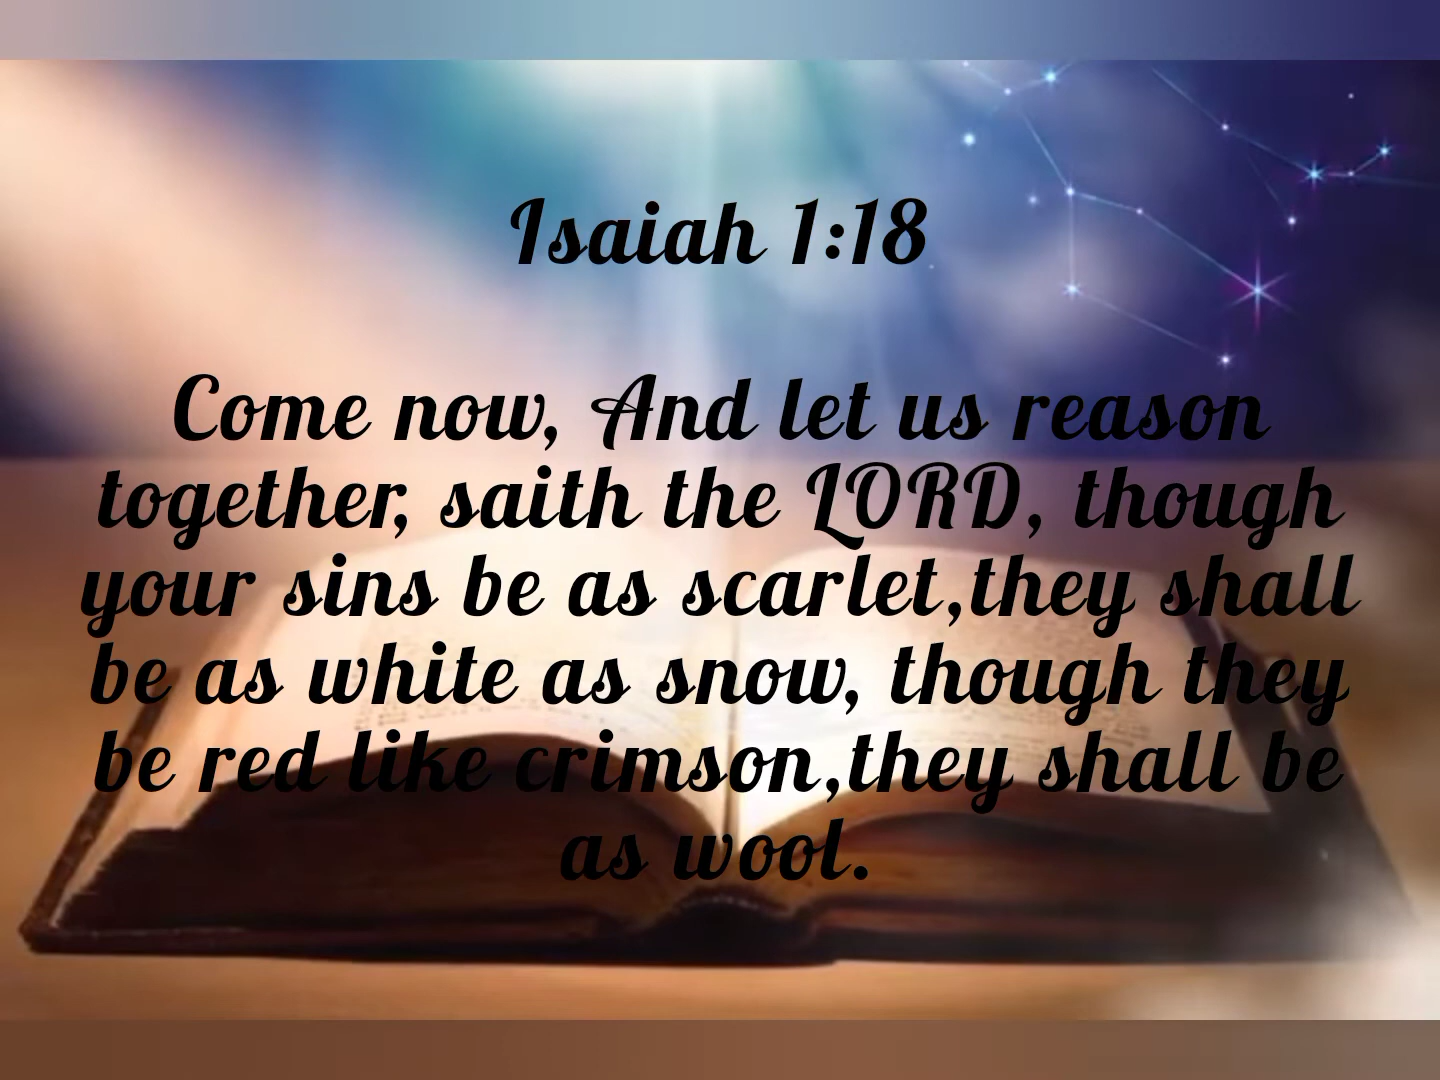 Isaiah 1:18
Come now, And let us reason
together, saith the LORD, though
your sins be as scarlet,they shall
be as white as snow, though they
be red like crimson,they shall be
as wool.